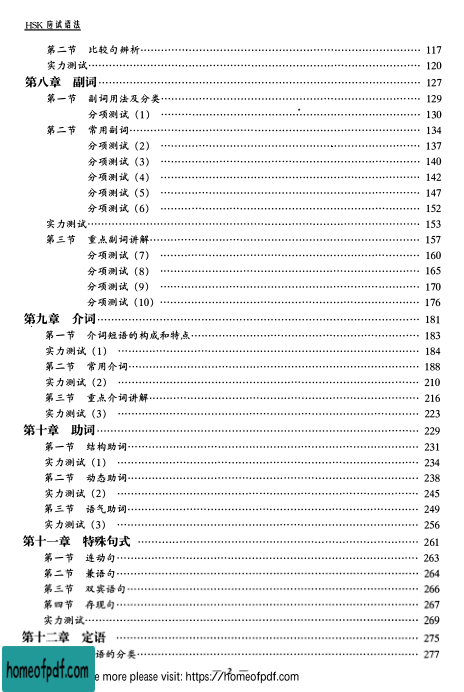 HSK 应试语法
第二节 比较句辨析 117
实力测试 120
第八章 副词 127
第一节 副词用法及分类 129
分项测试（1） 130
第二节 常用副词 134
分项测试（2） 137
分项测试（3） 140
分项测试（4） 142
分项测试（5） 147
分项测试（6） 152
实力测试 153
第三节 重点副词讲解 157
分项测试（7） 160
分项测试（8） 165
分项测试（9） 170
分项测试（10） 176
第九章 介词 181
第一节 介词短语的构成和特点 183
实力测试（1） 184
第二节 常用介词 188
实力测试（2） 210
第三节 重点介词讲解 216
实力测试（3） 223
第十章 助词 229
第一节 结构助词 231
实力测试（1） 234
第二节 动态助词 238
实力测试（2） 245
第三节 语气助词 249
实力测试（3） 256
第十一章 特殊句式 261
第一节 连动句 263
第二节 兼语句 264
第三节 双宾语句 266
第四节 存现句 267
实力测试 269
第十二章 定语 275
语的分类 277
— 2 —
homeofpdf.com
e more please visit: https://homeofpdf.com